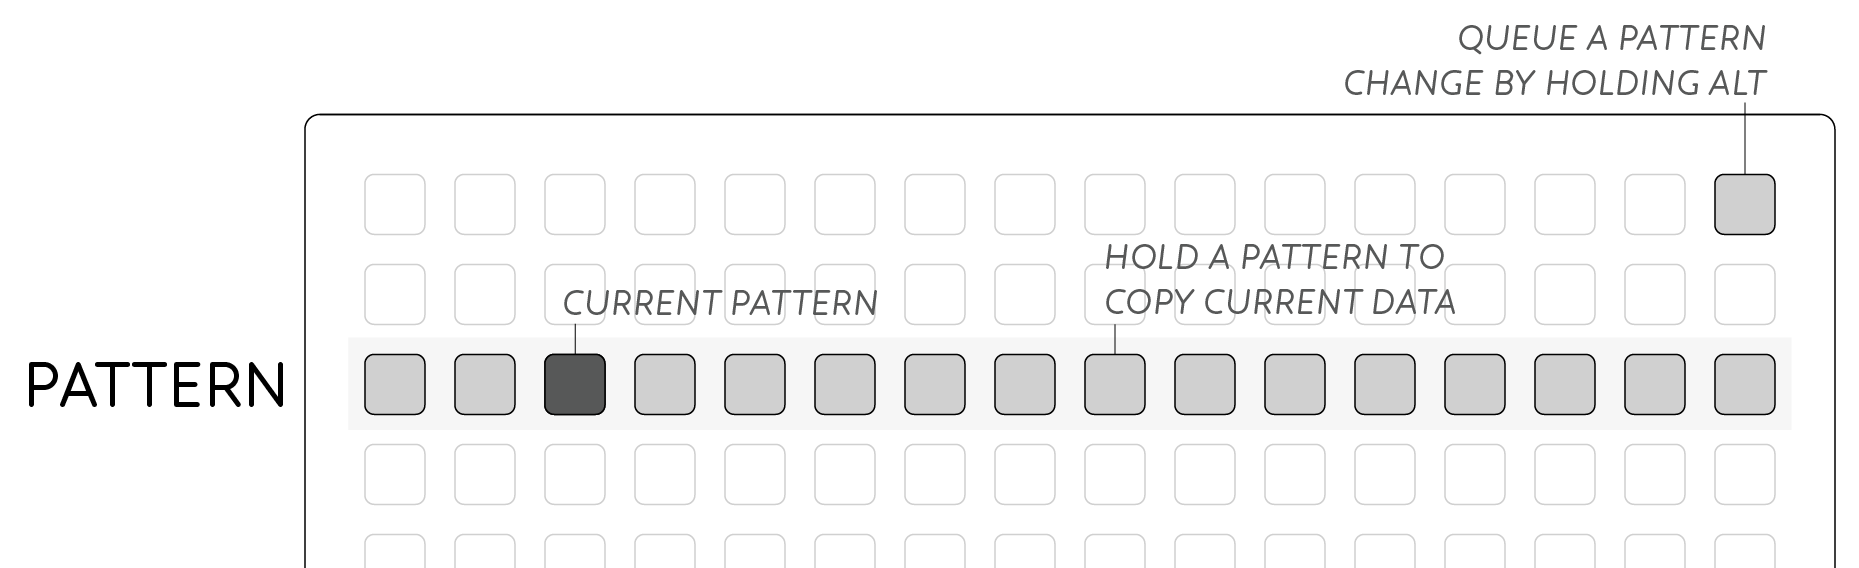 QUEUE A PATTERN
CHANGE BY HOLDING ALT
HOLD A PATTERN TO
COPY CURRENT DATA
CURRENT PATTERN
PATTERN